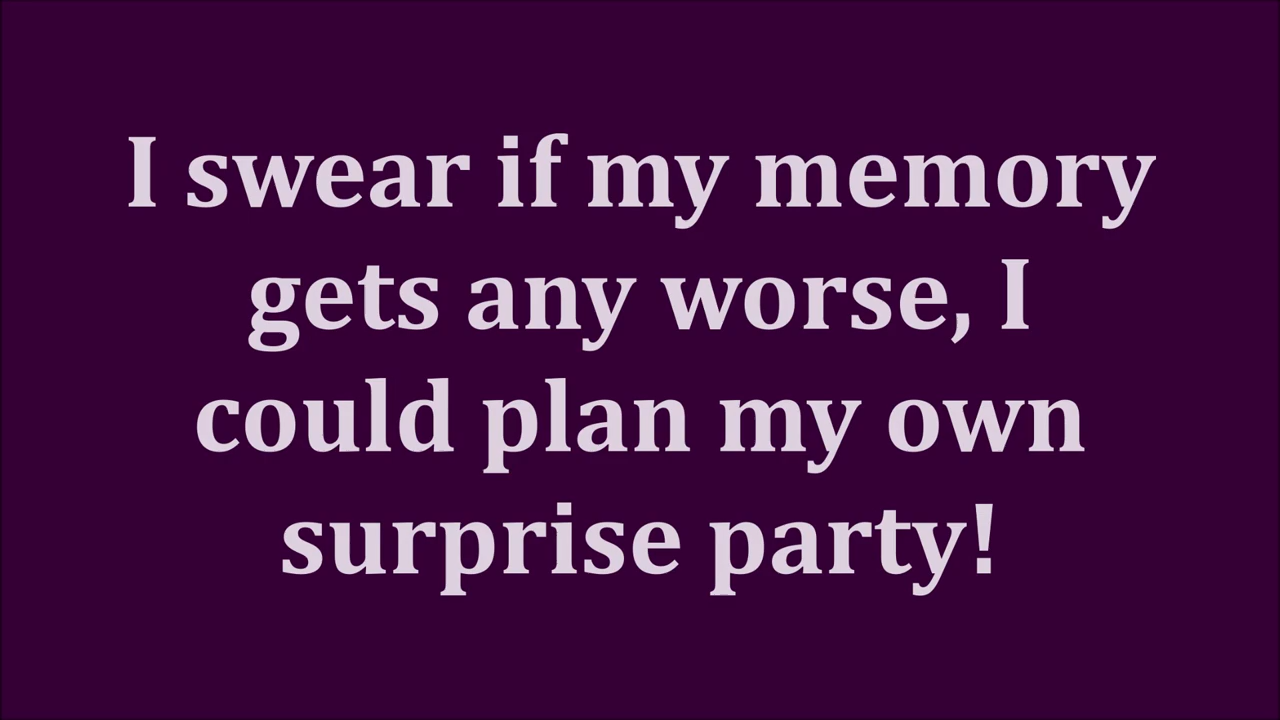 I swear if my memory
gets any worse, I
could plan my own
surprise party!